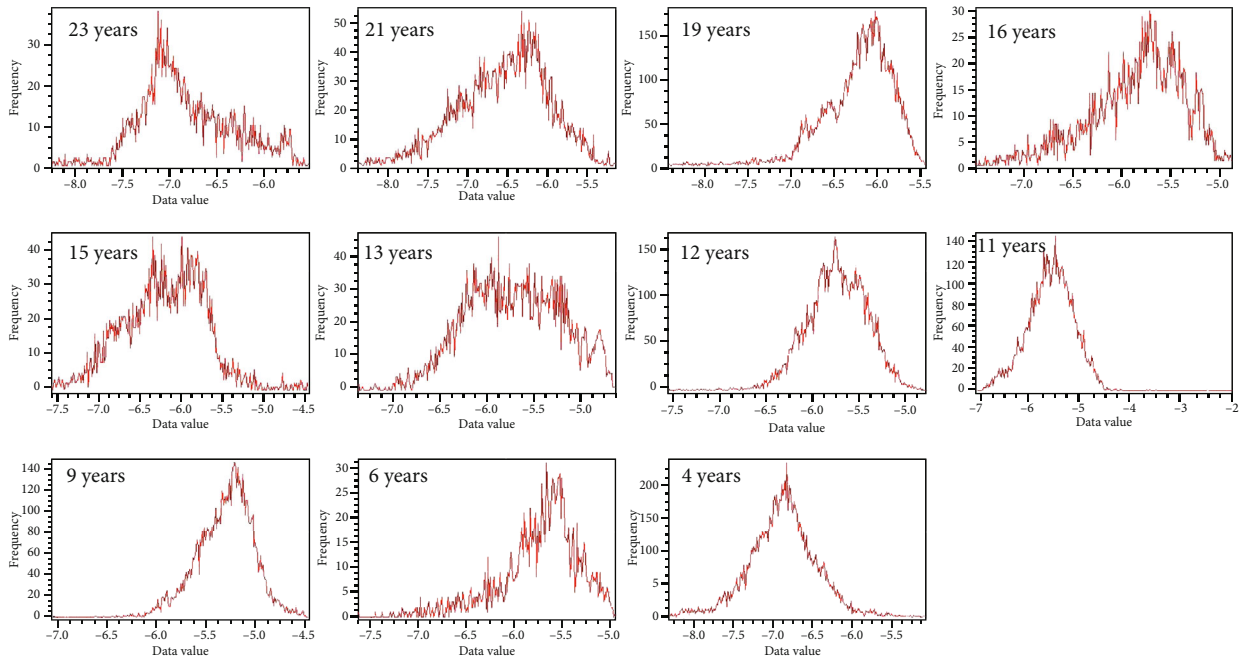 23 years
Frequency
30
20
10
0
−8.0 −7.5 −7.0 −6.5 −6.0
Data value
21 years
Frequency
50
40
30
20
10
0
−8.0 −7.5 −7.0 −6.5 −6.0 −5.5
Data value
19 years
Frequency
175
150
100
75
50
25
0
−8.0 −7.5 −7.0 −6.5 −6.0 −5.5
Data value
16 years
Frequency
30
25
20
15
10
5
0
−7.0 −6.5 −6.0 −5.5 −5.0
Data value
15 years
Frequency
40
30
20
10
0
−7.5 −7.0 −6.5 −6.0 −5.5 −5.0 −4.5
Data value
13 years
Frequency
40
30
20
10
0
−7.0 −6.5 −6.0 −5.5 −5.0
Data value
12 years
Frequency
150
100
50
0
−7.5 −7.0 −6.5 −6.0 −5.5 −5.0
Data value
11 years
Frequency
140
120
100
80
60
40
20
0
−7 −6 −5 −4 −3 −2
Data value
9 years
Frequency
140
120
100
80
60
40
20
0
−7.0 −6.5 −6.0 −5.5 −5.0 −4.5
Data value
6 years
Frequency
30
25
20
15
10
5
0
−7.5 −7.0 −6.5 −6.0 −5.5 −5.0
Data value
4 years
Frequency
200
150
100
5
0
−8.0 −7.5 −7.0 −6.5 −6.0 −5.5
Data value